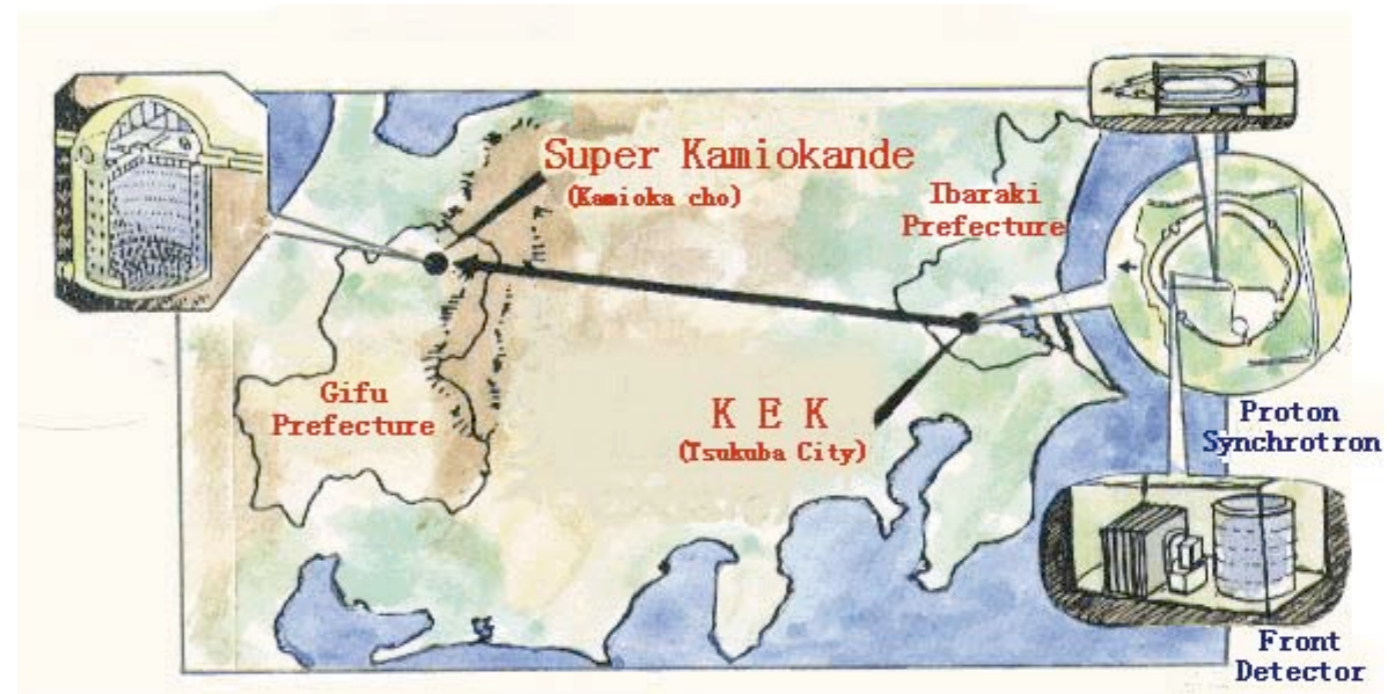 Super Kamiokande
(Kamioka cho)
Ibaraki
Prefecture
Gifu
Prefecture
K E K
(Tsukuba City)
Proton
Synchrotron
Front
Detector